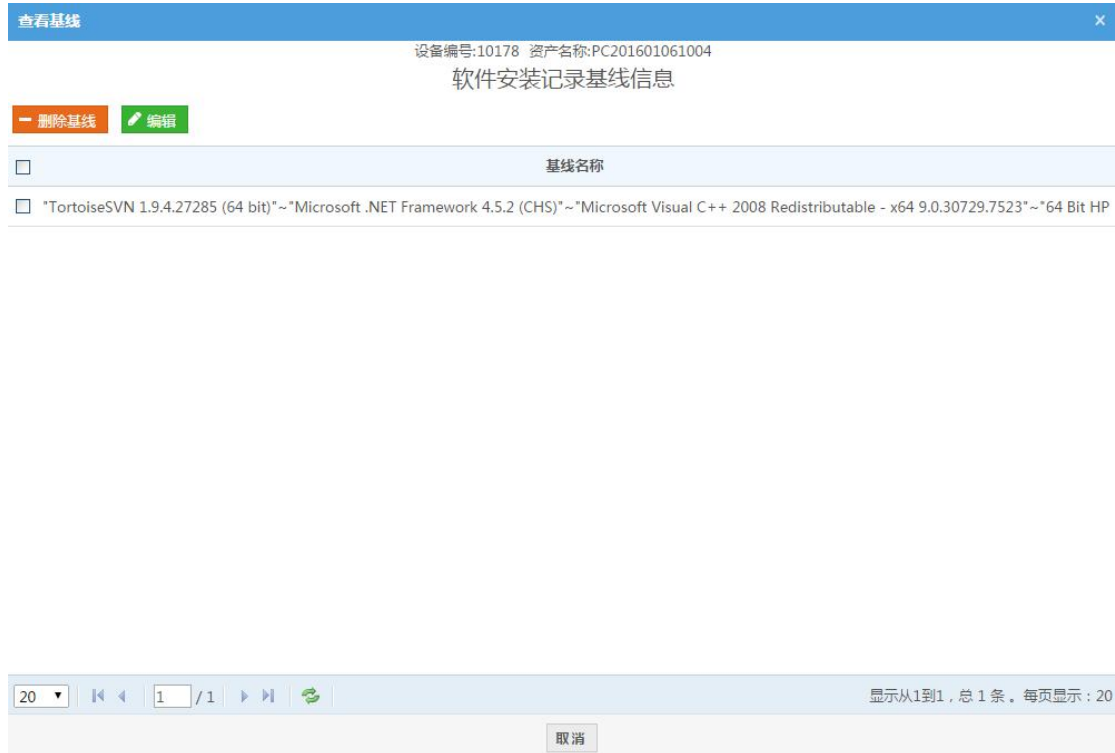 查看基线
设备编号:10178 资产名称:PC201601061004
软件安装记录基线信息
删除基线 编辑
基线名称
"TortoiseSVN 1.9.4.27285 (64 bit)"~"Microsoft .NET Framework 4.5.2 (CHS)"~"Microsoft Visual C++ 2008 Redistributable - x64 9.0.30729.7523"~"64 Bit HP
20 1 / 1 显示从1到1，总 1 条 。每页显示：20
取消